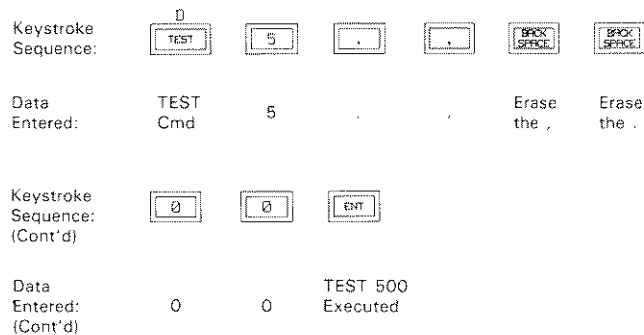 D
Keystroke Sequence: TEST 5 . , BACK SPACE BACK SPACE
Data Entered: TEST Cmd 5 . , Erase the , Erase the .
Keystroke Sequence: (Cont'd) 0 0 ENT
Data Entered: (Cont'd) 0 0 TEST 500 Executed